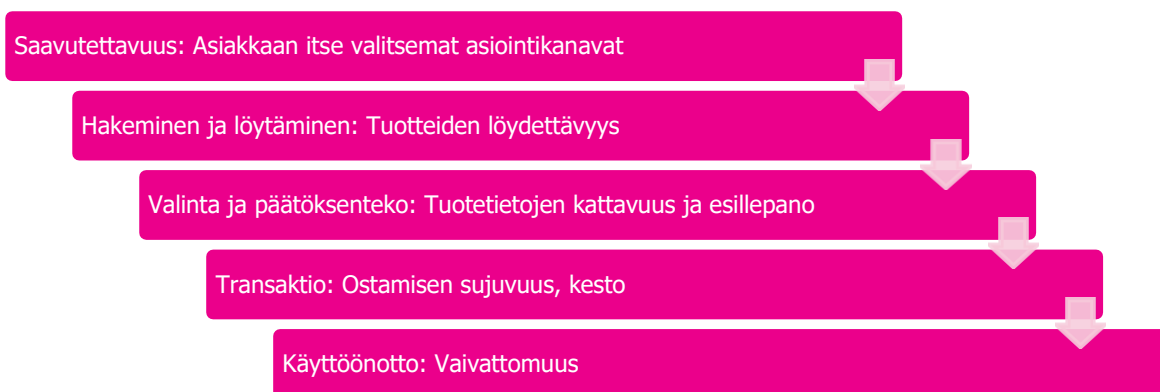 Saavutettavuus: Asiakkaan itse valitsemat asiointikanavat
Hakeminen ja löytäminen: Tuotteiden löydettävyys
Valinta ja päätöksenteko: Tuotetietojen kattavuus ja esillepano
Transaktio: Ostamisen sujuvuus, kesto
Käyttöönotto: Vaivattomuus